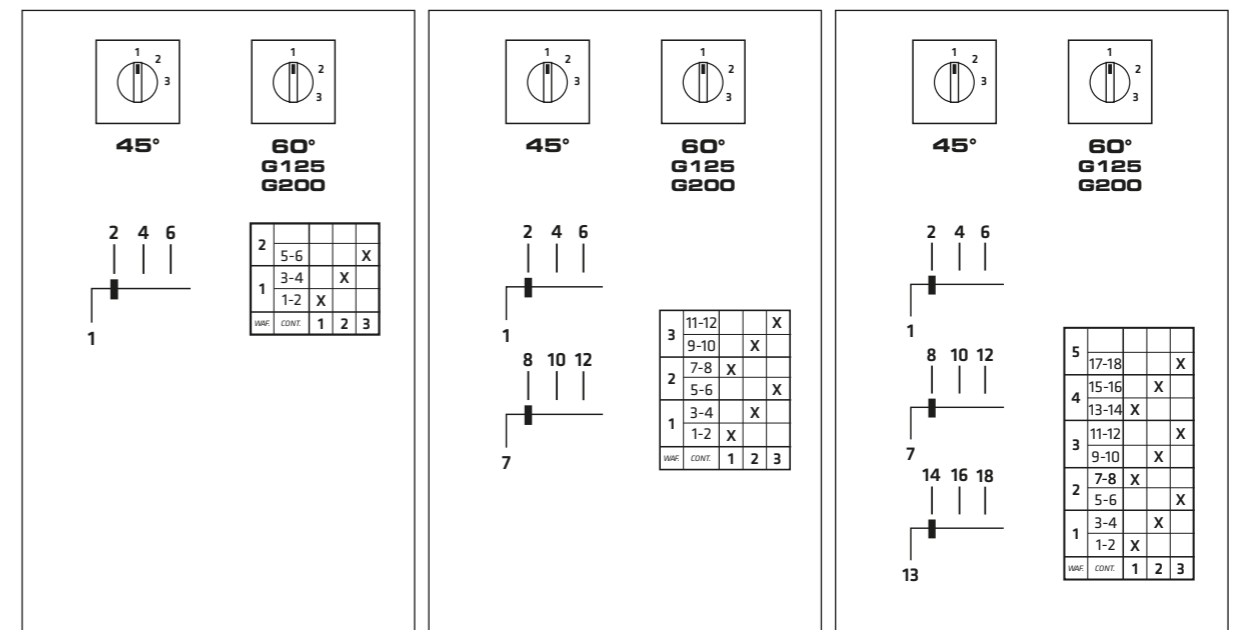 1
2
3
45°
1
2
3
60°
G125
G200
2 4 6
1
2
5-6 X
1 3-4 X
1-2 X
WAF. CONT. 1 2 3
1
2
3
45°
1
2
3
60°
G125
G200
2 4 6
1
8 10 12
7
3 11-12 X
9-10 X
2 7-8 X
5-6 X
1 3-4 X
1-2 X
WAF. CONT. 1 2 3
1
2
3
45°
1
2
3
60°
G125
G200
2 4 6
1
8 10 12
7
14 16 18
13
5
17-18 X
4 15-16 X
13-14 X
3 11-12 X
9-10 X
2 7-8 X
5-6 X
1 3-4 X
1-2 X
WAF. CONT. 1 2 3